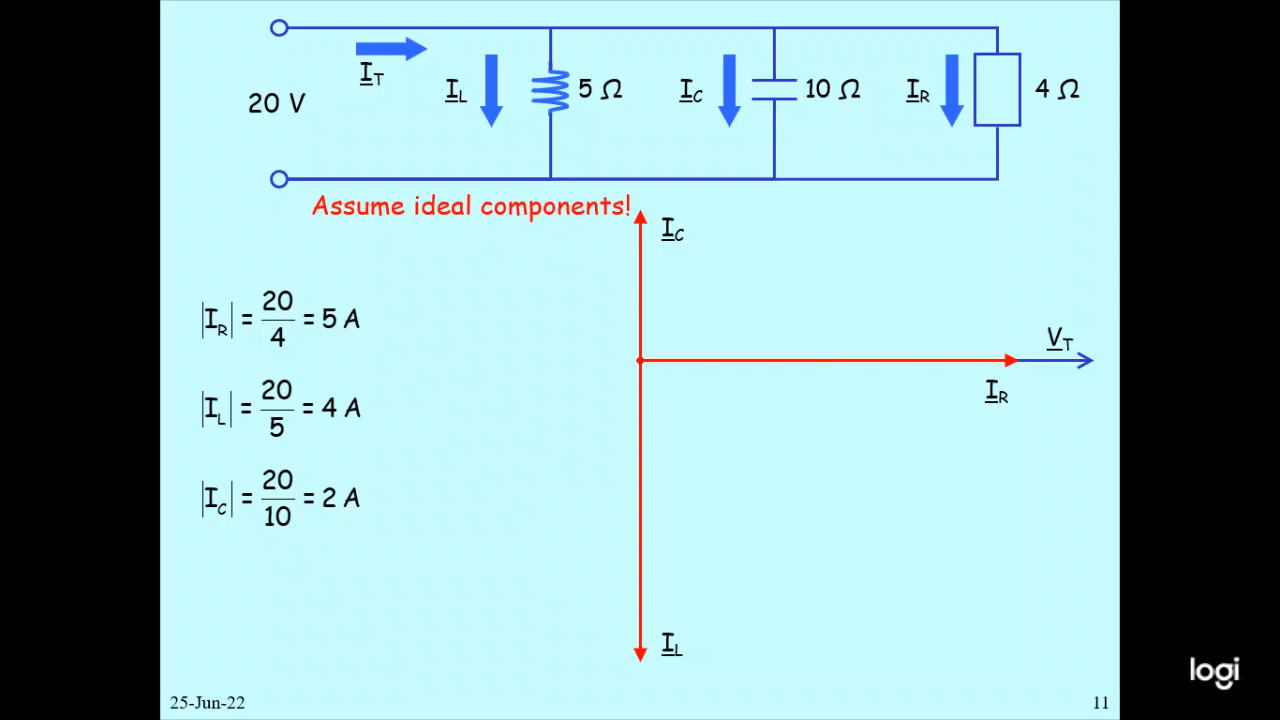 20 V
I_T
I_L
5 Ω
I_C
10 Ω
I_R
4 Ω
Assume ideal components!
I_C
|I_R| = 20/4 = 5 A
V_T
I_R
|I_L| = 20/5 = 4 A
|I_C| = 20/10 = 2 A
I_L
25-Jun-22
11
logi